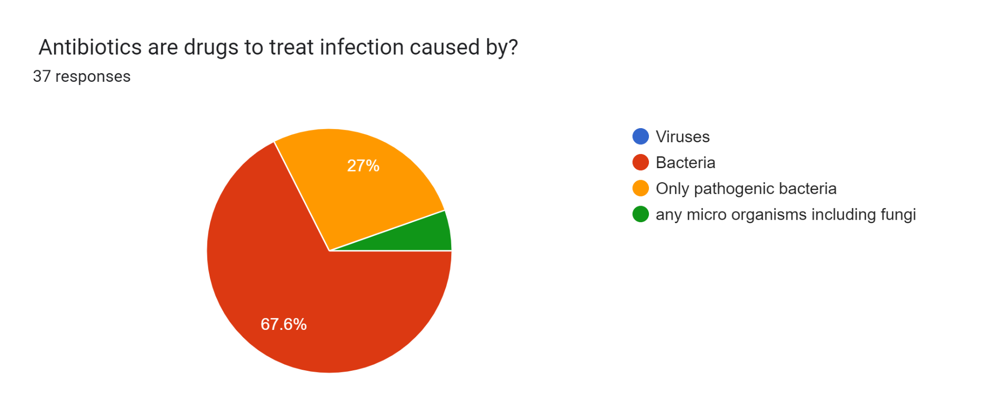 Antibiotics are drugs to treat infection caused by?
37 responses
27%
67.6%
Viruses
Bacteria
Only pathogenic bacteria
any micro organisms including fungi